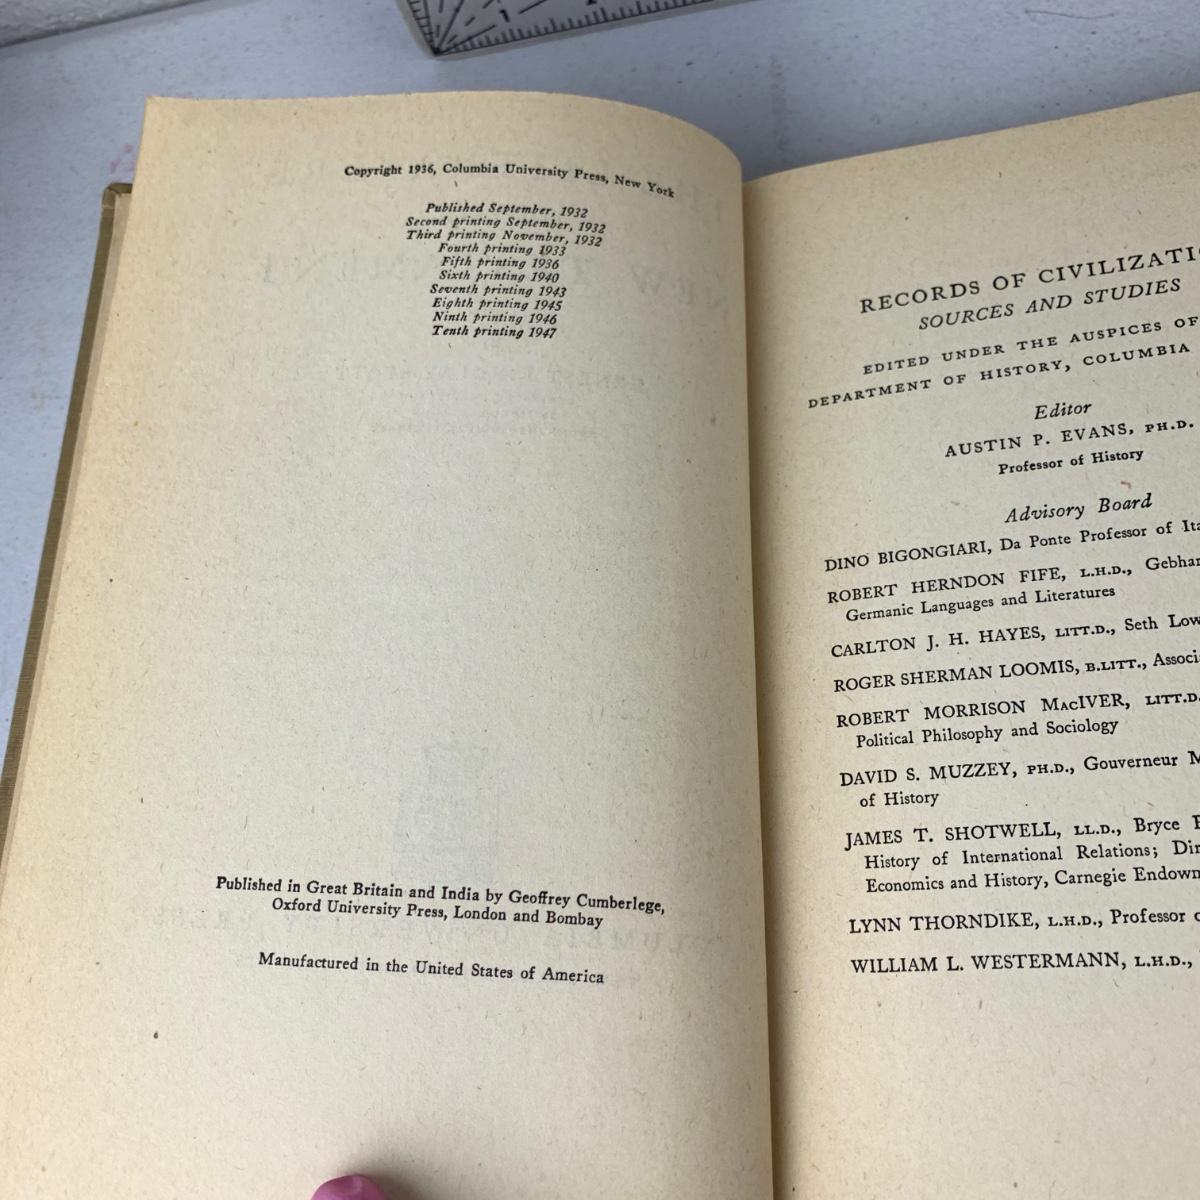 Copyright 1936, Columbia University Press, New York
Published September, 1932
Second printing September, 1932
Third printing November, 1932
Fourth printing 1933
Fifth printing 1936
Sixth printing 1940
Seventh printing 1943
Eighth printing 1945
Ninth printing 1946
Tenth printing 1947
Published in Great Britain and India by Geoffrey Cumberlege,
Oxford University Press, London and Bombay
Manufactured in the United States of America
RECORDS OF
SOURCES AND STUDIES
EDITED UNDER THE AUSPICES OF
DEPARTMENT OF HISTORY, COLUMBIA
Editor
AUSTIN P. EVANS, PH.D.
Professor of History
Advisory Board
DINO BIGONGIARI, Da Ponte Professor of
ROBERT HERNDON FIFE, L.H.D.,
Germanic Languages and Literatures
CARLTON J. H. HAYES, LITT.D., Seth
ROGER SHERMAN LOOMIS, B.LITT.,
ROBERT MORRISON MacIVER, LITT.D.
Political Philosophy and Sociology
DAVID S. MUZZEY, PH.D., Gouverneur
of History
JAMES T. SHOTWELL, LL.D., Bryce
History of International Relations;
Economics and History, Carnegie
LYNN THORNDIKE, L.H.D., Professor
WILLIAM L. WESTERMANN, L.H.D.,